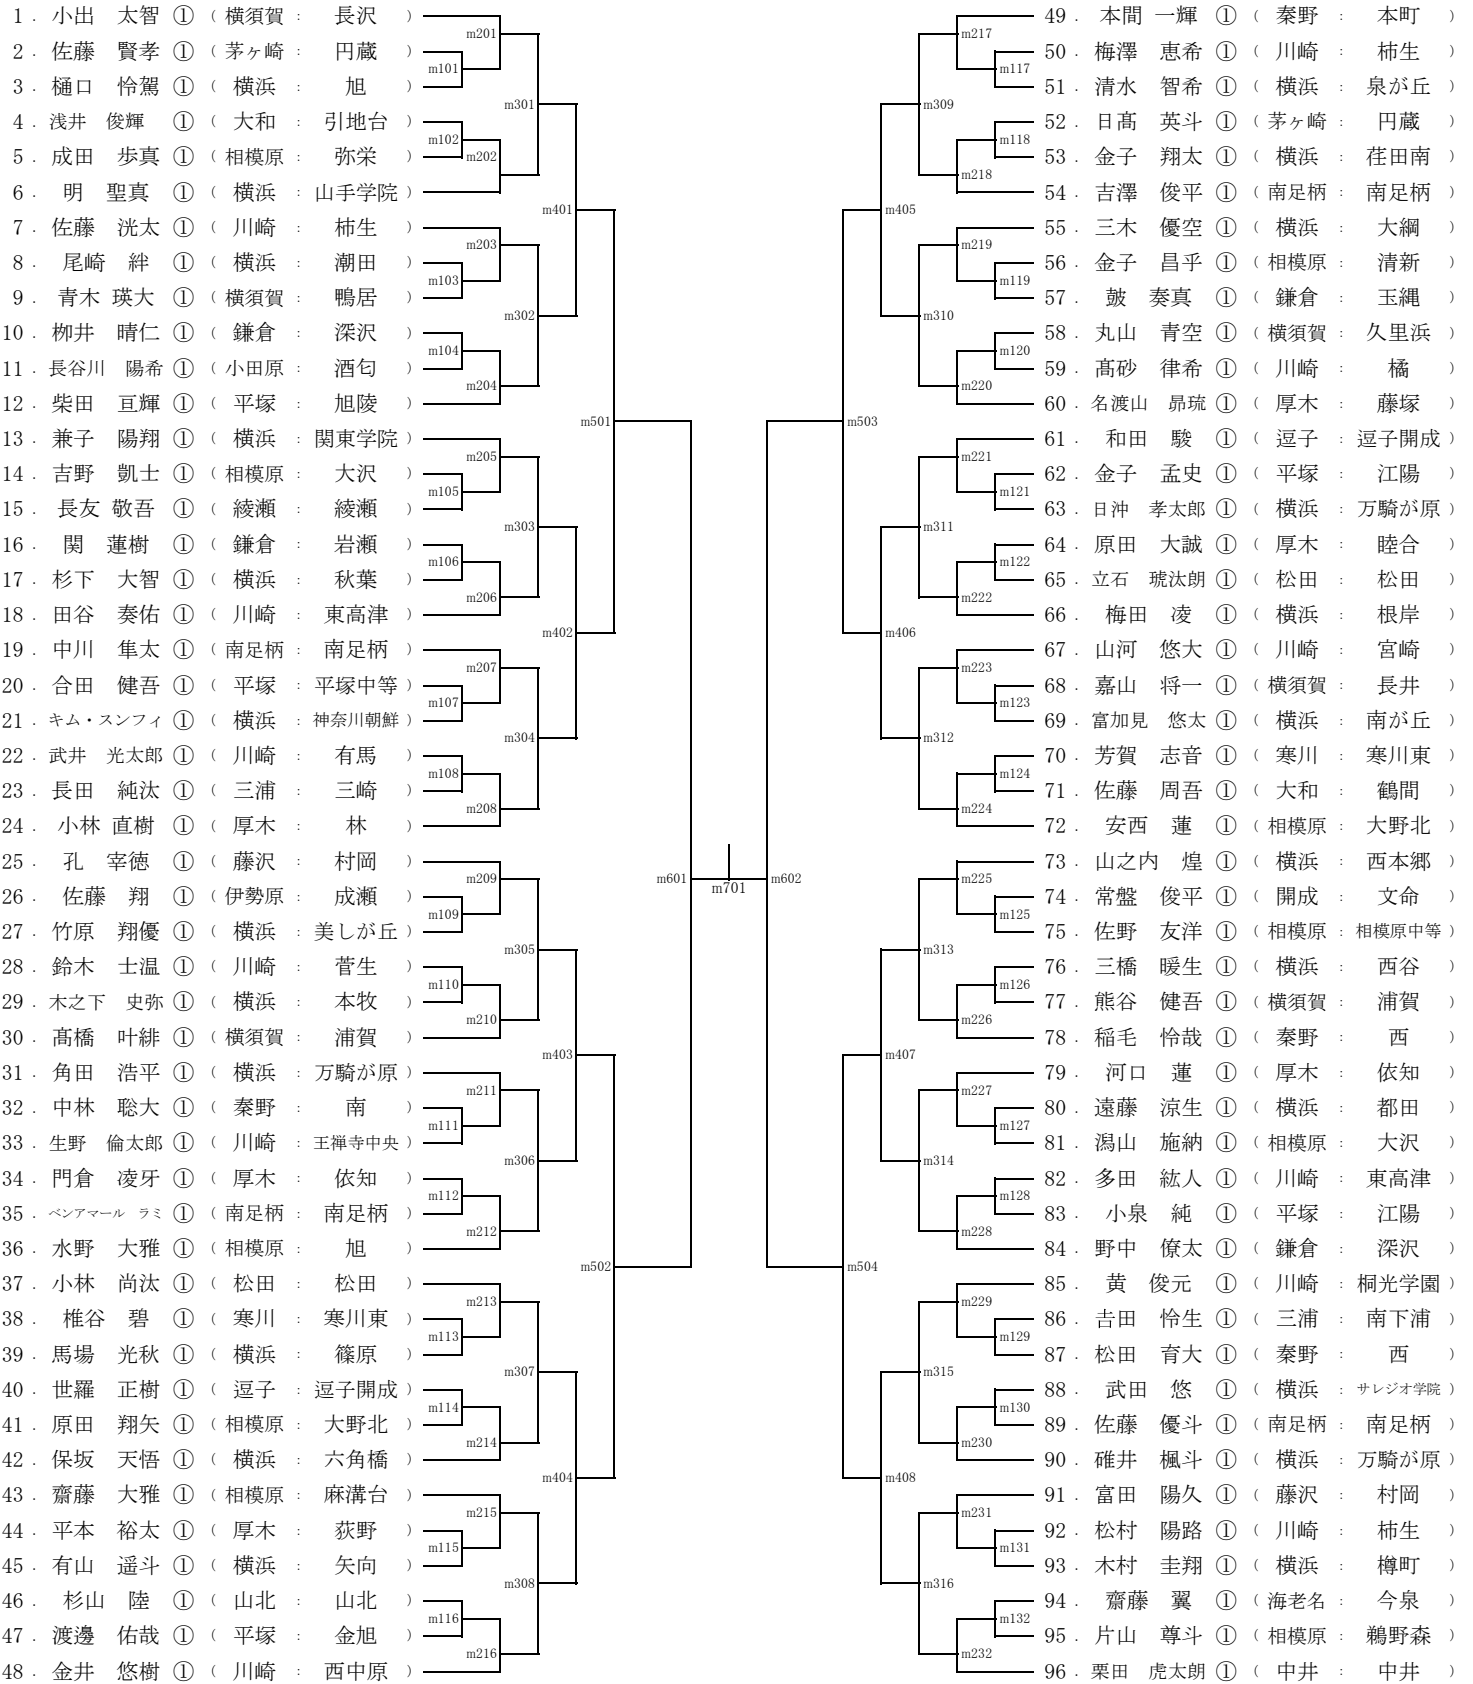 1．小出　太智 ①（ 横須賀 ： 長沢 ）
2．佐藤　賢孝 ①（ 茅ヶ崎 ： 円蔵 ）
3．樋口　怜駕 ①（ 横浜 ： 旭 ）
4．浅井　俊輝 ①（ 大和 ： 引地台 ）
5．成田　歩真 ①（ 相模原 ： 弥栄 ）
6．明　聖真 ①（ 横浜 ： 山手学院 ）
7．佐藤　洸太 ①（ 川崎 ： 柿生 ）
8．尾崎　絆 ①（ 横浜 ： 潮田 ）
9．青木 瑛大 ①（ 横須賀 ： 鴨居 ）
10．栁井　晴仁 ①（ 鎌倉 ： 深沢 ）
11．長谷川　陽希 ①（ 小田原 ： 酒匂 ）
12．柴田　亘輝 ①（ 平塚 ： 旭陵 ）
13．兼子　陽翔 ①（ 横浜 ： 関東学院 ）
14．吉野　凱士 ①（ 相模原 ： 大沢 ）
15．長友 敬吾 ①（ 綾瀬 ： 綾瀬 ）
16．関　蓮樹 ①（ 鎌倉 ： 岩瀬 ）
17．杉下　大智 ①（ 横浜 ： 秋葉 ）
18．田谷　奏佑 ①（ 川崎 ： 東高津 ）
19．中川　隼太 ①（ 南足柄 ： 南足柄 ）
20．合田　健吾 ①（ 平塚 ： 平塚中等 ）
21．キム・スンフィ ①（ 横浜 ： 神奈川朝鮮 ）
22．武井　光太郎 ①（ 川崎 ： 有馬 ）
23．長田　純汰 ①（ 三浦 ： 三崎 ）
24．小林 直樹 ①（ 厚木 ： 林 ）
25．孔　宰徳 ①（ 藤沢 ： 村岡 ）
26．佐藤　翔 ①（ 伊勢原 ： 成瀬 ）
27．竹原　翔優 ①（ 横浜 ： 美しが丘 ）
28．鈴木　士温 ①（ 川崎 ： 菅生 ）
29．木之下　史弥 ①（ 横浜 ： 本牧 ）
30．髙橋　叶緋 ①（ 横須賀 ： 浦賀 ）
31．角田　浩平 ①（ 横浜 ： 万騎が原 ）
32．中林　聡大 ①（ 秦野 ： 南 ）
33．生野　倫太郎 ①（ 川崎 ： 王禅寺中央 ）
34．門倉　凌牙 ①（ 厚木 ： 依知 ）
35．ベンアマール　ラミ ①（ 南足柄 ： 南足柄 ）
36．水野　大雅 ①（ 相模原 ： 旭 ）
37．小林　尚汰 ①（ 松田 ： 松田 ）
38．椎谷　碧 ①（ 寒川 ： 寒川東 ）
39．馬場　光秋 ①（ 横浜 ： 篠原 ）
40．世羅　正樹 ①（ 逗子 ： 逗子開成 ）
41．原田　翔矢 ①（ 相模原 ： 大野北 ）
42．保坂　天悟 ①（ 横浜 ： 六角橋 ）
43．齋藤　大雅 ①（ 相模原 ： 麻溝台 ）
44．平本　裕太 ①（ 厚木 ： 荻野 ）
45．有山　遥斗 ①（ 横浜 ： 矢向 ）
46．杉山　陸 ①（ 山北 ： 山北 ）
47．渡邊　佑哉 ①（ 平塚 ： 金旭 ）
48．金井　悠樹 ①（ 川崎 ： 西中原 ）
m101
m102
m103
m104
m105
m106
m107
m108
m109
m110
m111
m112
m113
m114
m115
m116
m201
m202
m203
m204
m205
m206
m207
m208
m209
m210
m211
m212
m213
m214
m215
m216
m301
m302
m303
m304
m305
m306
m307
m308
m401
m402
m403
m404
m501
m502
m601
m701
m602
m503
m504
m405
m406
m407
m408
m309
m310
m311
m312
m313
m314
m315
m316
m217
m218
m219
m220
m221
m222
m223
m224
m225
m226
m227
m228
m229
m230
m231
m232
m117
m118
m119
m120
m121
m122
m123
m124
m125
m126
m127
m128
m129
m130
m131
m132
49．本間 一輝 ①（ 秦野 ： 本町 ）
50．梅澤　恵希 ①（ 川崎 ： 柿生 ）
51．清水　智希 ①（ 横浜 ： 泉が丘 ）
52．日髙　英斗 ①（ 茅ヶ崎 ： 円蔵 ）
53．金子　翔太 ①（ 横浜 ： 荏田南 ）
54．吉澤　俊平 ①（ 南足柄 ： 南足柄 ）
55．三木　優空 ①（ 横浜 ： 大綱 ）
56．金子　昌乎 ①（ 相模原 ： 清新 ）
57．皷　奏真 ①（ 鎌倉 ： 玉縄 ）
58．丸山　青空 ①（ 横須賀 ： 久里浜 ）
59．髙砂　律希 ①（ 川崎 ： 橘 ）
60．名渡山　昴琉 ①（ 厚木 ： 藤塚 ）
61．和田　駿 ①（ 逗子 ： 逗子開成 ）
62．金子　孟史 ①（ 平塚 ： 江陽 ）
63．日沖　孝太郎 ①（ 横浜 ： 万騎が原 ）
64．原田　大誠 ①（ 厚木 ： 睦合 ）
65．立石　琥汰朗 ①（ 松田 ： 松田 ）
66．梅田　凌 ①（ 横浜 ： 根岸 ）
67．山河　悠大 ①（ 川崎 ： 宮崎 ）
68．嘉山　将一 ①（ 横須賀 ： 長井 ）
69．富加見　悠太 ①（ 横浜 ： 南が丘 ）
70．芳賀　志音 ①（ 寒川 ： 寒川東 ）
71．佐藤　周吾 ①（ 大和 ： 鶴間 ）
72．安西　蓮 ①（ 相模原 ： 大野北 ）
73．山之内　煌 ①（ 横浜 ： 西本郷 ）
74．常盤　俊平 ①（ 開成 ： 文命 ）
75．佐野　友洋 ①（ 相模原 ： 相模原中等 ）
76．三橋　暖生 ①（ 横浜 ： 西谷 ）
77．熊谷　健吾 ①（ 横須賀 ： 浦賀 ）
78．稲毛　怜哉 ①（ 秦野 ： 西 ）
79．河口　蓮 ①（ 厚木 ： 依知 ）
80．遠藤　涼生 ①（ 横浜 ： 都田 ）
81．潟山　施納 ①（ 相模原 ： 大沢 ）
82．多田　紘人 ①（ 川崎 ： 東高津 ）
83．小泉　純 ①（ 平塚 ： 江陽 ）
84．野中　僚太 ①（ 鎌倉 ： 深沢 ）
85．黄　俊元 ①（ 川崎 ： 桐光学園 ）
86．𠮷田　怜生 ①（ 三浦 ： 南下浦 ）
87．松田　育大 ①（ 秦野 ： 西 ）
88．武田　悠 ①（ 横浜 ： サレジオ学院 ）
89．佐藤　優斗 ①（ 南足柄 ： 南足柄 ）
90．碓井　楓斗 ①（ 横浜 ： 万騎が原 ）
91．富田　陽久 ①（ 藤沢 ： 村岡 ）
92．松村　陽路 ①（ 川崎 ： 柿生 ）
93．木村　圭翔 ①（ 横浜 ： 樽町 ）
94．齋藤　翼 ①（ 海老名 ： 今泉 ）
95．片山　尊斗 ①（ 相模原 ： 鵜野森 ）
96．栗田　虎太朗 ①（ 中井 ： 中井 ）